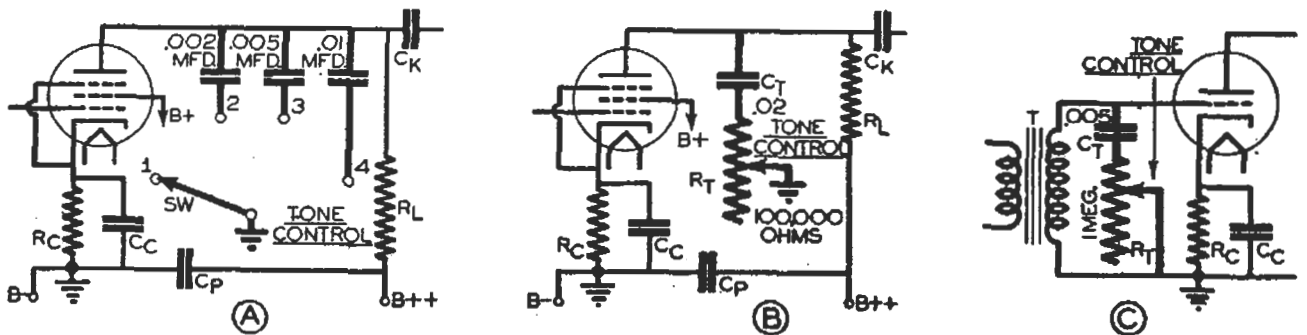 .002 MFD.
.005 MFD.
.01 MFD.
CK
2
3
B+
1
4
SW
TONE CONTROL
RL
RC
CC
CP
B-
B++
A
CK
CT
.02
B+
TONE CONTROL
RL
RT
100,000 OHMS
RC
CC
CP
B-
B++
B
TONE CONTROL
T
.005
CT
1MEG.
RT
RC
CC
C